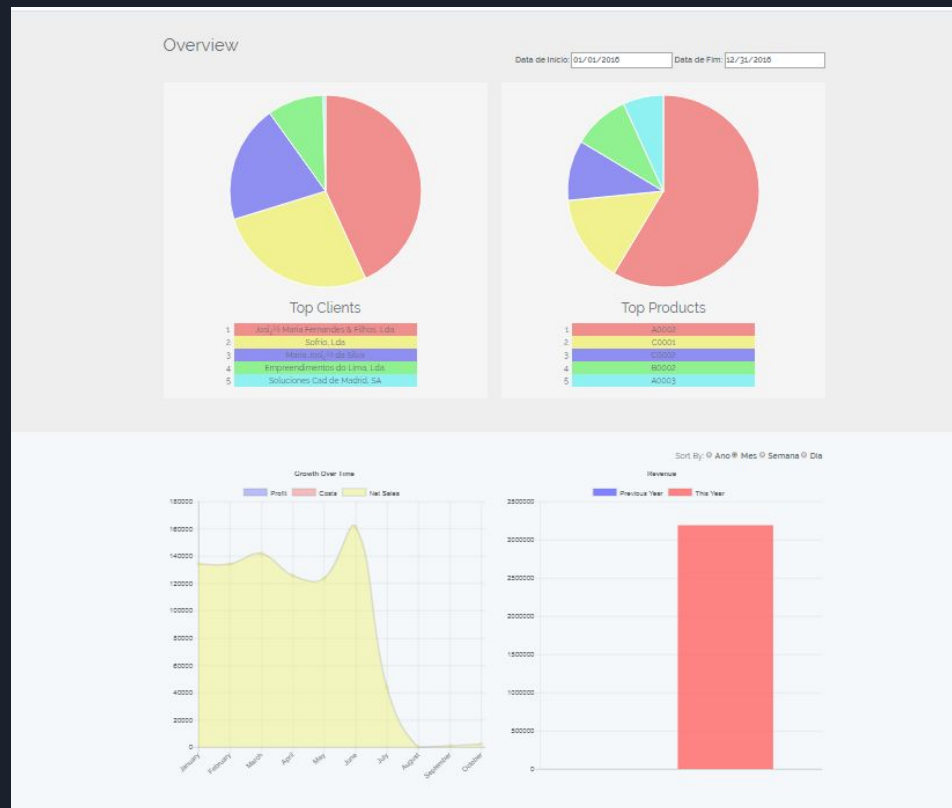 Overview
Data de Inicio: 01/01/2016 Data de Fim: 12/31/2016
Top Clients
1 Josï¿½ Maria Fernandes & Filhos, Lda
2 Sofrio, Lda
3 Maria Josï¿½ da Silva
4 Empreendimentos do Lima, Lda.
5 Soluciones Cad de Madrid, SA
Top Products
1 A0002
2 C0001
3 C0002
4 B0002
5 A0003
Sort By: Ano Mes Semana Dia
Growth Over Time
Profit Costs Net Sales
180000
160000
140000
120000
100000
80000
60000
40000
20000
0
January February March April May June July August September October
Revenue
Previous Year This Year
3500000
3000000
2500000
2000000
1500000
1000000
500000
0